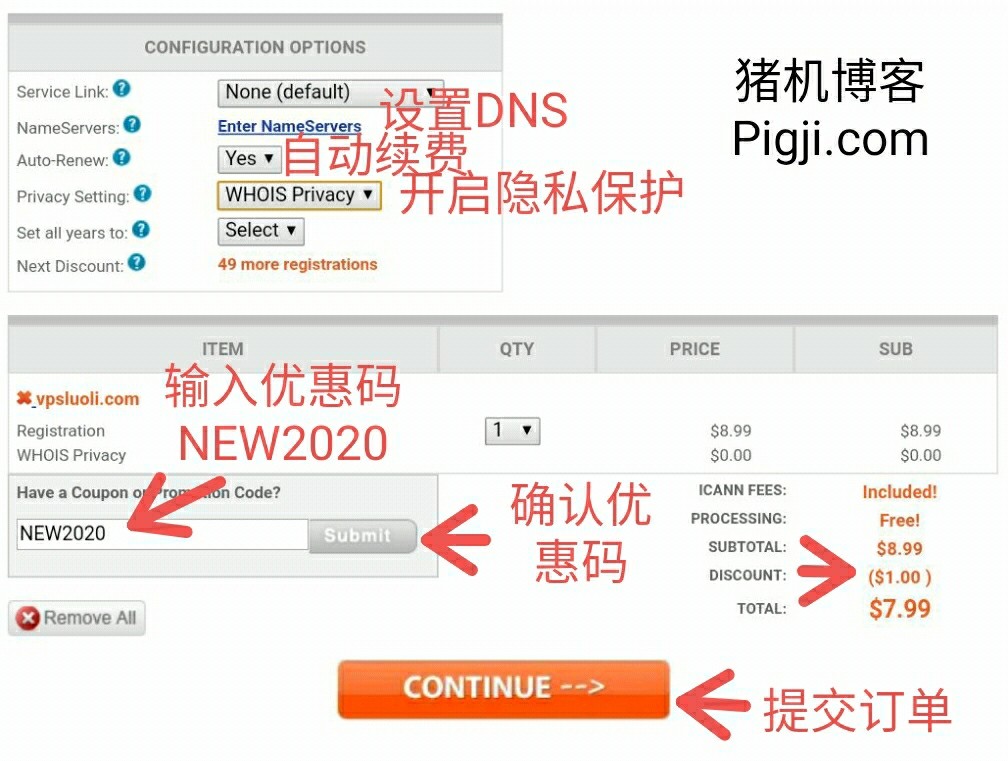 CONFIGURATION OPTIONS
猪机博客
Pigji.com
Service Link: ? None (default) ▼
设置DNS
NameServers: ? Enter NameServers
Auto-Renew: ? Yes ▼ 自动续费
Privacy Setting: ? WHOIS Privacy ▼ 开启隐私保护
Set all years to: ? Select ▼
Next Discount: ? 49 more registrations
ITEM QTY PRICE SUB
输入优惠码
vpsluoli.com
NEW2020
Registration 1 ▼ $8.99 $8.99
WHOIS Privacy $0.00 $0.00
Have a Coupon or Promotion Code?
NEW2020 Submit
确认优
惠码
ICANN FEES: Included!
PROCESSING: Free!
SUBTOTAL: $8.99
DISCOUNT: ($1.00 )
TOTAL: $7.99
Remove All
CONTINUE -->
提交订单